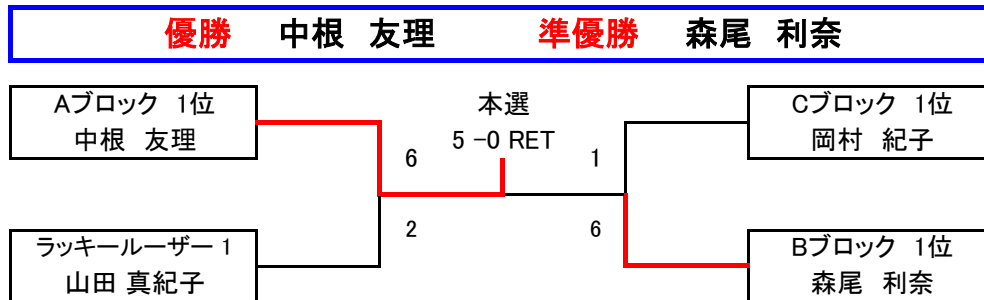 優勝 中根 友理 準優勝 森尾 利奈
Aブロック 1位
中根 友理
本選
5 -0 RET
Cブロック 1位
岡村 紀子
6
1
2
6
ラッキールーザー 1
山田 真紀子
Bブロック 1位
森尾 利奈